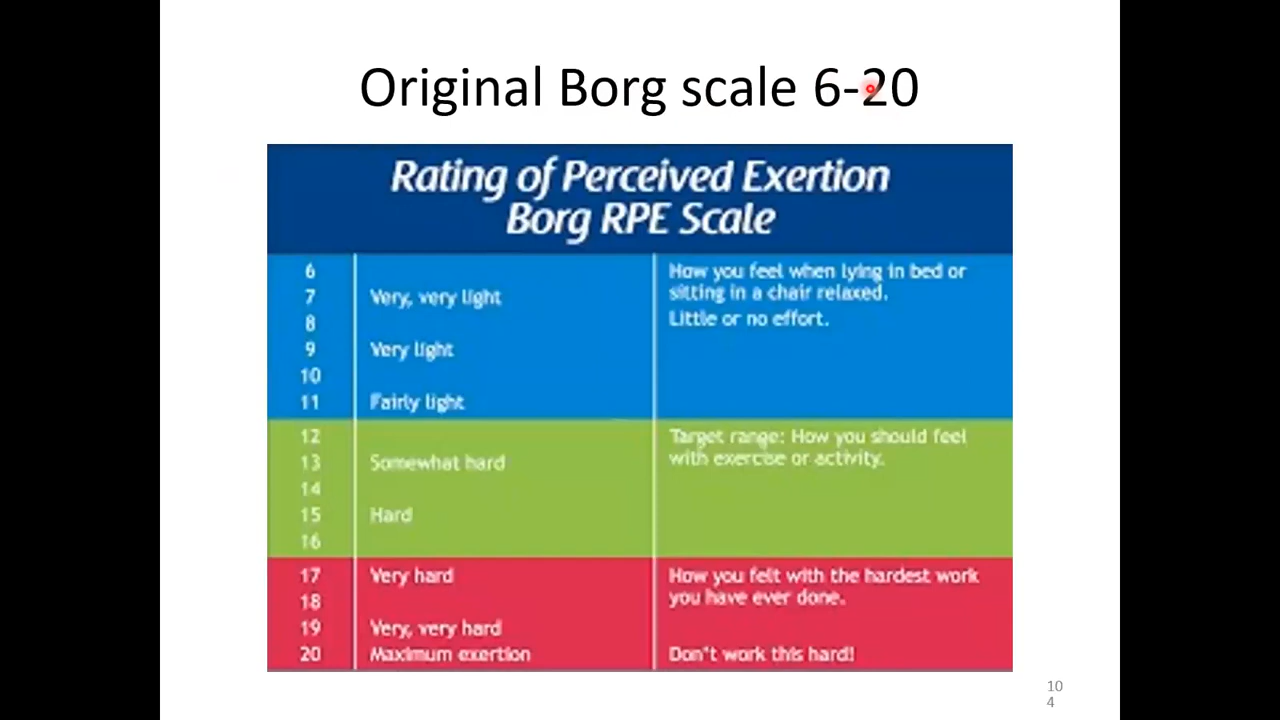 Original Borg scale 6-20
Rating of Perceived Exertion
Borg RPE Scale
6 How you feel when lying in bed or
7 Very, very light sitting in a chair relaxed.
8 Little or no effort.
9 Very light
10
11 Fairly light
12 Target range: How you should feel
13 Somewhat hard with exercise or activity.
14
15 Hard
16
17 Very hard How you felt with the hardest work
18 you have ever done.
19 Very, very hard
20 Maximum exertion Don't work this hard!
10
4